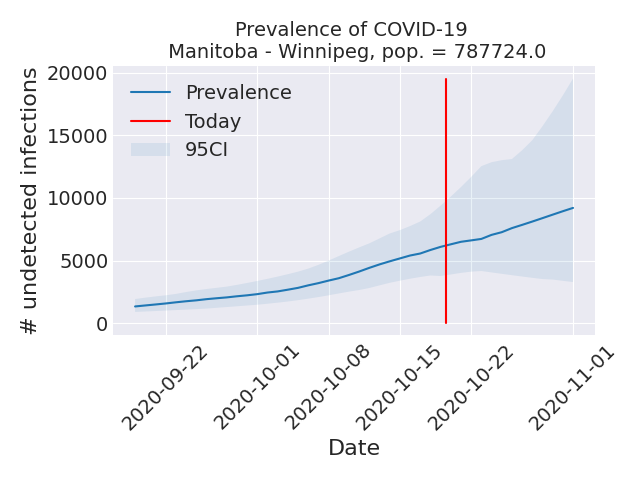 Prevalence of COVID-19
Manitoba - Winnipeg, pop. = 787724.0
# undetected infections
20000
15000
10000
5000
0
Prevalence
Today
95CI
2020-09-22
2020-10-01
2020-10-08
2020-10-15
2020-10-22
2020-11-01
Date